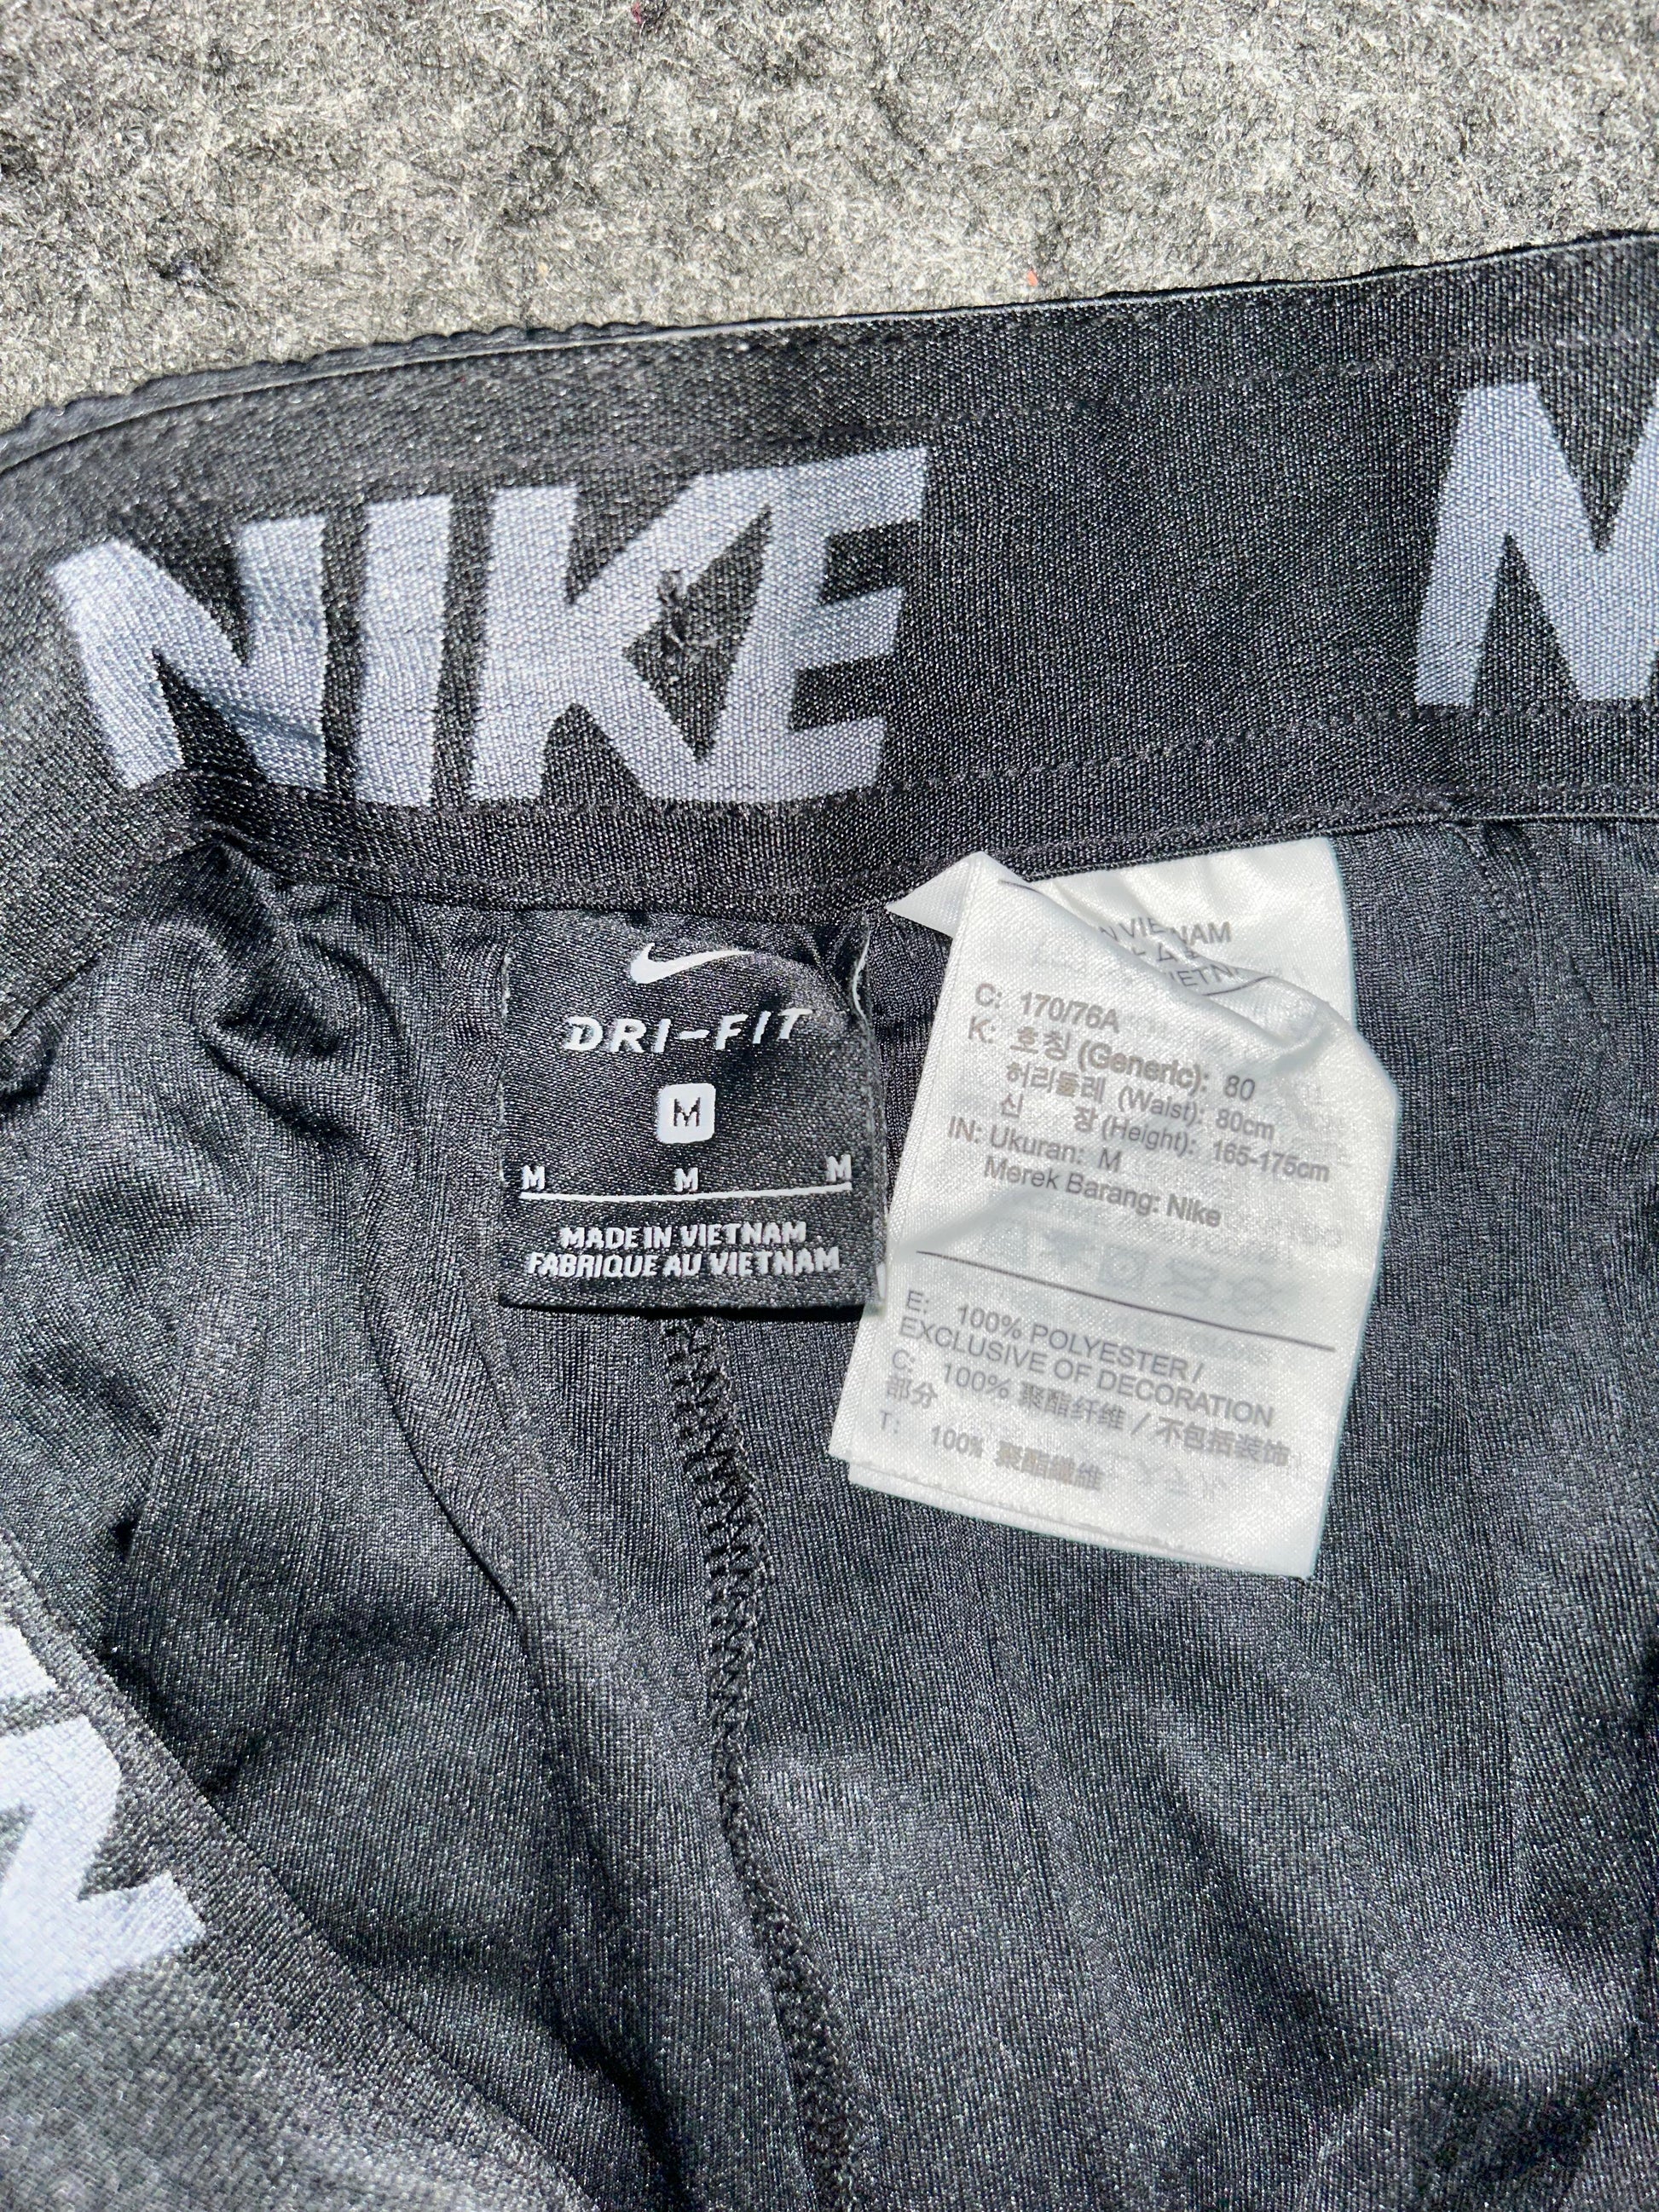 NIKE
DRI-FIT
M
M M M
MADE IN VIETNAM
FABRIQUE AU VIETNAM
VIETNAM
C: 170/76A
K: 호칭 (Generic): 80
허리둘레 (Waist): 80cm
신 장 (Height): 165-175cm
IN: Ukuran: M
Merek Barang: Nike
E: 100% POLYESTER /
EXCLUSIVE OF DECORATION
C: 100% 聚酯纤维 / 不包括装饰
部分
T: 100% 聚酯纖維